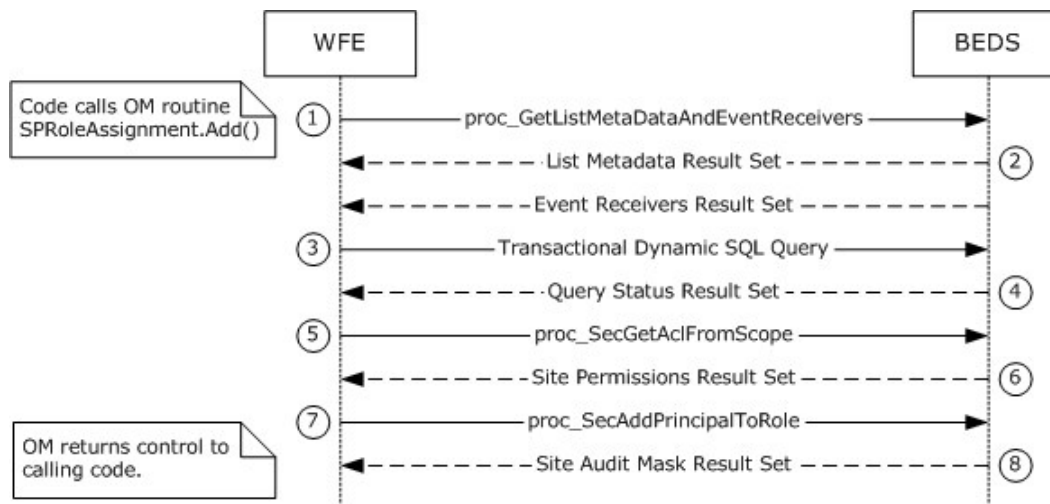 WFE
BEDS
Code calls OM routine
SPRoleAssignment.Add()
1
proc_GetListMetaDataAndEventReceivers
List Metadata Result Set
2
Event Receivers Result Set
3
Transactional Dynamic SQL Query
Query Status Result Set
4
5
proc_SecGetAclFromScope
Site Permissions Result Set
6
7
proc_SecAddPrincipalToRole
OM returns control to
calling code.
Site Audit Mask Result Set
8